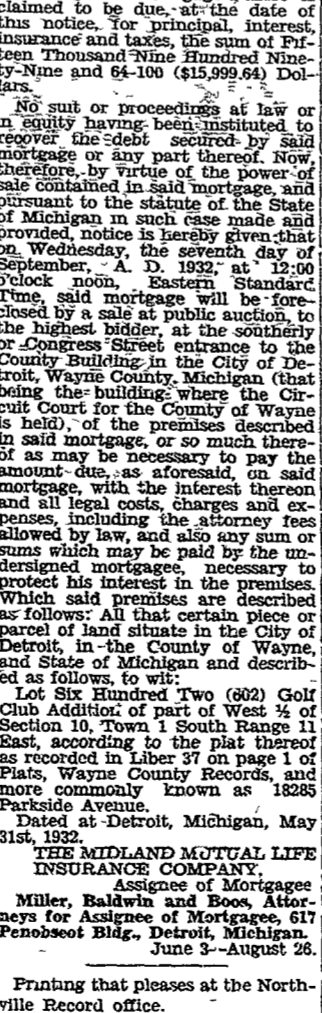 claimed to be due, at the date of
this notice, for principal, interest,
insurance and taxes, the sum of Fif-
teen Thousand Nine Hundred Nine-
ty-Nine and 64-100 ($15,999.64) Dol-
lars.
No suit or proceedings at law or
in equity having been instituted to
recover the debt secured by said
mortgage or any part thereof. Now,
therefore, by virtue of the power of
sale contained in said mortgage, and
pursuant to the statute of the State
of Michigan in such case made and
provided, notice is hereby given that
on Wednesday, the seventh day of
September, A. D. 1932, at 12:00
o'clock noon, Eastern Standard
Time, said mortgage will be fore-
closed by a sale at public auction, to
the highest bidder, at the southerly
or Congress Street entrance to the
County Building in the City of De-
troit, Wayne County, Michigan (that
being the building where the Cir-
cuit Court for the County of Wayne
is held), of the premises described
in said mortgage, or so much there-
of as may be necessary to pay the
amount due, as aforesaid, on said
mortgage, with the interest thereon
and all legal costs, charges and ex-
penses, including the attorney fees
allowed by law, and also any sum or
sums which may be paid by the un-
dersigned mortgagee, necessary to
protect his interest in the premises.
Which said premises are described
as follows: All that certain piece or
parcel of land situate in the City of
Detroit, in the County of Wayne,
and State of Michigan and describ-
ed as follows, to wit:
Lot Six Hundred Two (602) Golf
Club Addition of part of West ½ of
Section 10, Town 1 South Range 11
East, according to the plat thereof
as recorded in Liber 37 on page 1 of
Plats, Wayne County Records, and
more commonly known as 18285
Parkside Avenue.
Dated at Detroit, Michigan, May
31st, 1932.
THE MIDLAND MUTUAL LIFE
INSURANCE COMPANY,
Assignee of Mortgagee
Miller, Baldwin and Boos, Attor-
neys for Assignee of Mortgagee, 617
Penobscot Bldg., Detroit, Michigan.
June 3--August 26.
Printing that pleases at the North-
ville Record office.